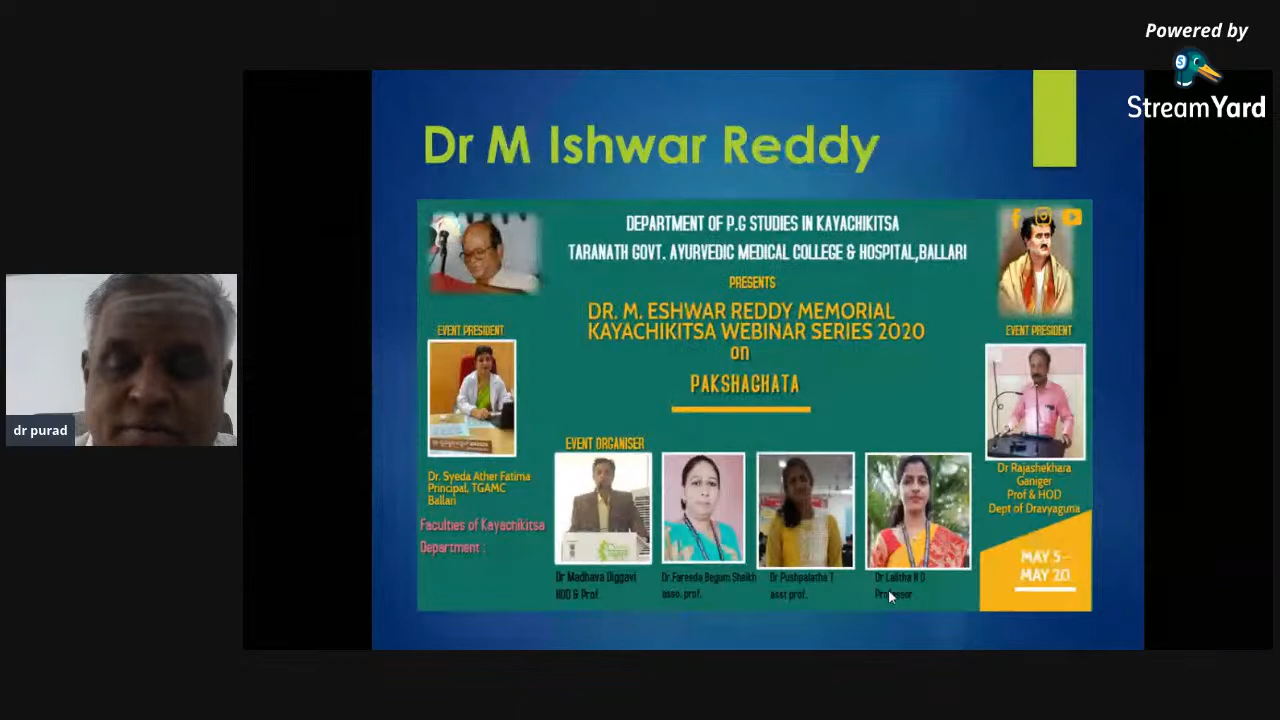 Powered by
StreamYard
Dr M Ishwar Reddy
DEPARTMENT OF P.G STUDIES IN KAYACHIKITSA
TARANATH GOVT. AYURVEDIC MEDICAL COLLEGE & HOSPITAL,BALLARI
PRESENTS
DR. M. ESHWAR REDDY MEMORIAL
KAYACHIKITSA WEBINAR SERIES 2020
on
PAKSHAGHATA
EVENT PRESIDENT
Dr. Syeda Ather Fatima
Principal, TGAMC
Ballari
EVENT PRESIDENT
Dr Rajashekhara
Ganiger
Prof & HOD
Dept of Dravyaguna
EVENT ORGANISER
Faculties of Kayachikitsa
Department :
Dr Madhava Diggavi
HOD & Prof.
Dr.Fareeda Begum Sheikh
asso. prof.
Dr Pushpalatha T
asst prof.
Dr Lalitha N D
Professor
MAY 5 -
MAY 20
dr purad